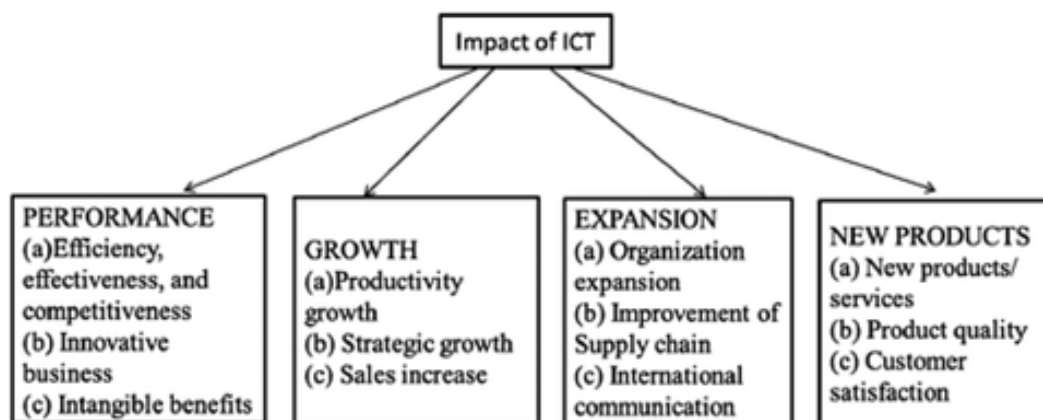 Impact of ICT
PERFORMANCE
(a)Efficiency,
effectiveness, and
competitiveness
(b) Innovative
business
(c) Intangible benefits
GROWTH
(a)Productivity
growth
(b) Strategic growth
(c) Sales increase
EXPANSION
(a) Organization
expansion
(b) Improvement of
Supply chain
(c) International
communication
NEW PRODUCTS
(a) New products/
services
(b) Product quality
(c) Customer
satisfaction